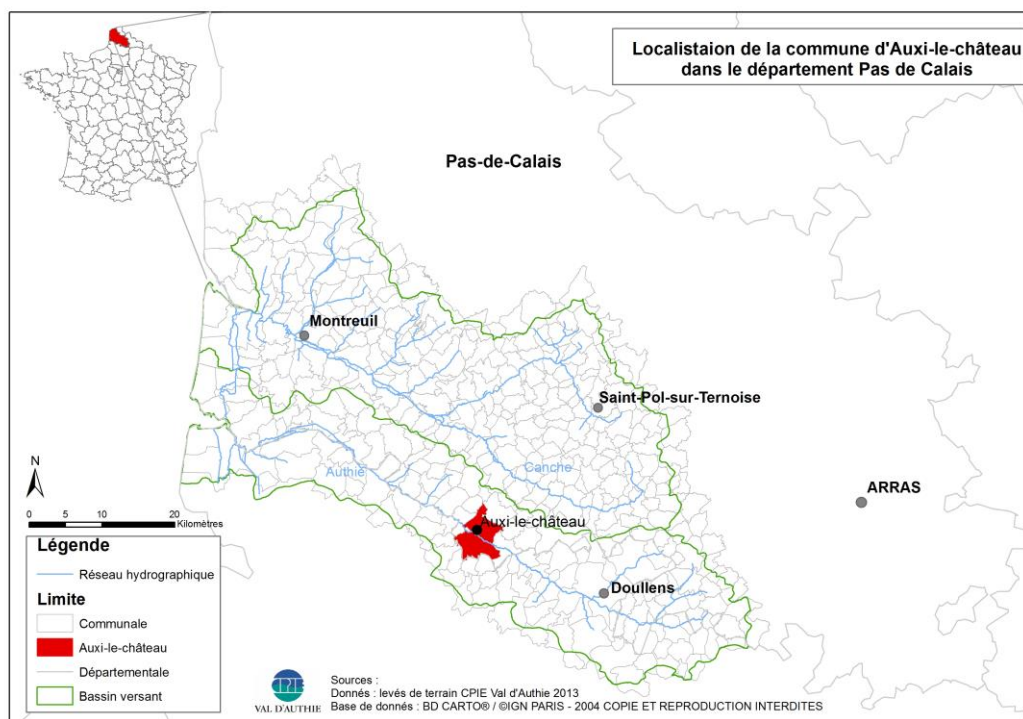 Localistaion de la commune d'Auxi-le-château
dans le département Pas de Calais
Pas-de-Calais
Montreuil
Saint-Pol-sur-Ternoise
Authie
Canche
ARRAS
Auxi-le-château
Doullens
N
0 5 10 20
Kilomètres
Légende
Réseau hydrographique
Limite
Communale
Auxi-le-château
Départementale
Bassin versant
CPIE
VAL D'AUTHIE
Sources :
Donnés : levés de terrain CPIE Val d'Authie 2013
Base de donnés : BD CARTO® / ©IGN PARIS - 2004 COPIE ET REPRODUCTION INTERDITES